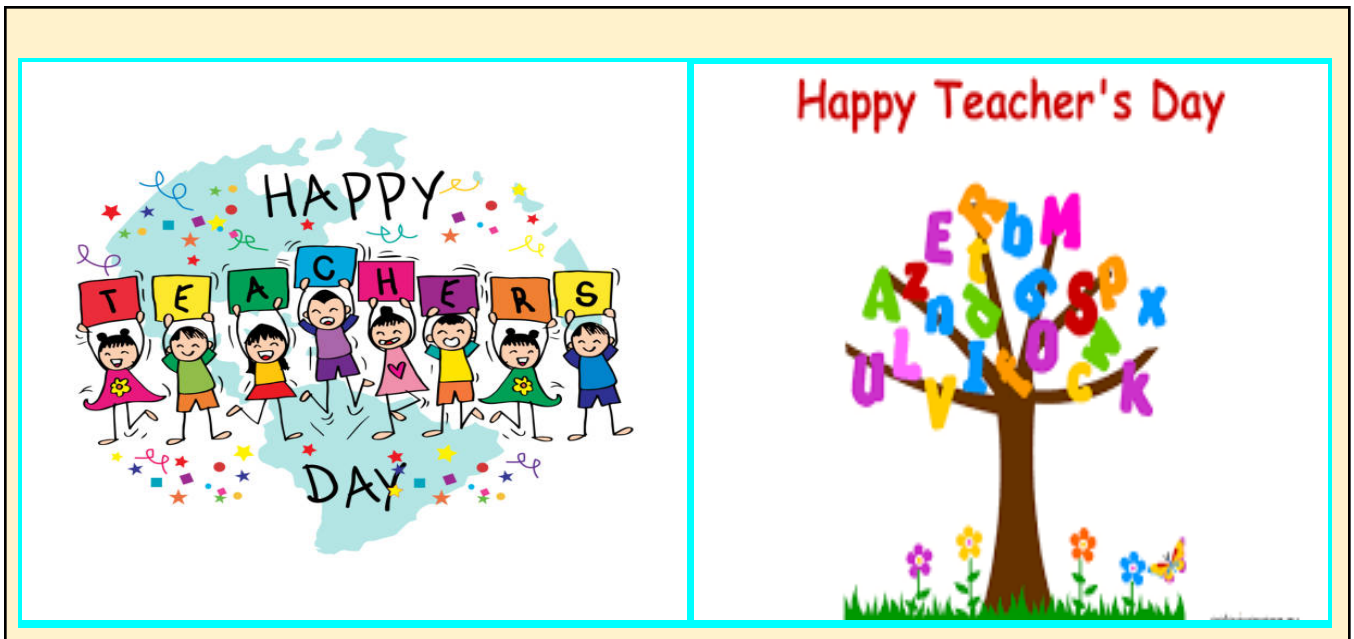 HAPPY
TEACHERS
DAY
Happy Teacher's Day
R
E b M
t
A z n d G S P x
U L V I r O z c K